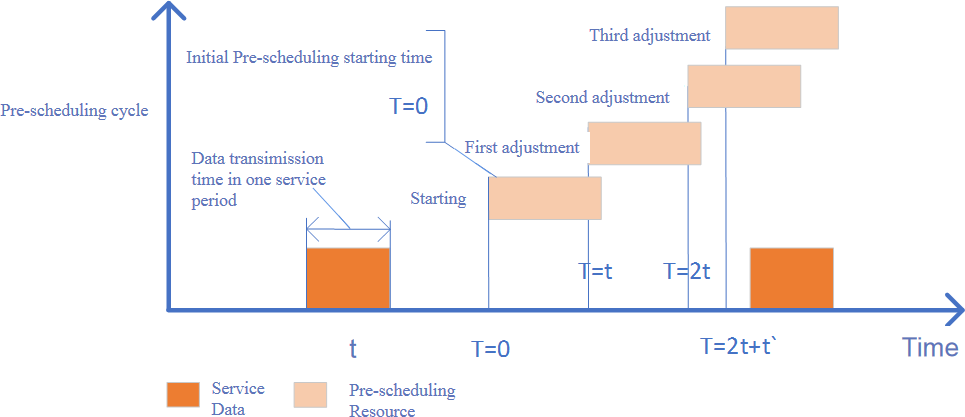 Third adjustment
Initial Pre-scheduling starting time
Second adjustment
T=0
Pre-scheduling cycle
First adjustment
Data transimission
time in one service
period
Starting
T=t
T=2t
t
T=0
T=2t+t`
Time
Service
Data
Pre-scheduling
Resource